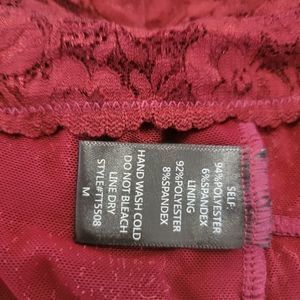 SELF:
94%POLYESTER
6%SPANDEX
LINING
92%POLYESTER
8%SPANDEX
HAND WASH COLD
DO NOT BLEACH
LINE DRY
STYLE#TT5508
M